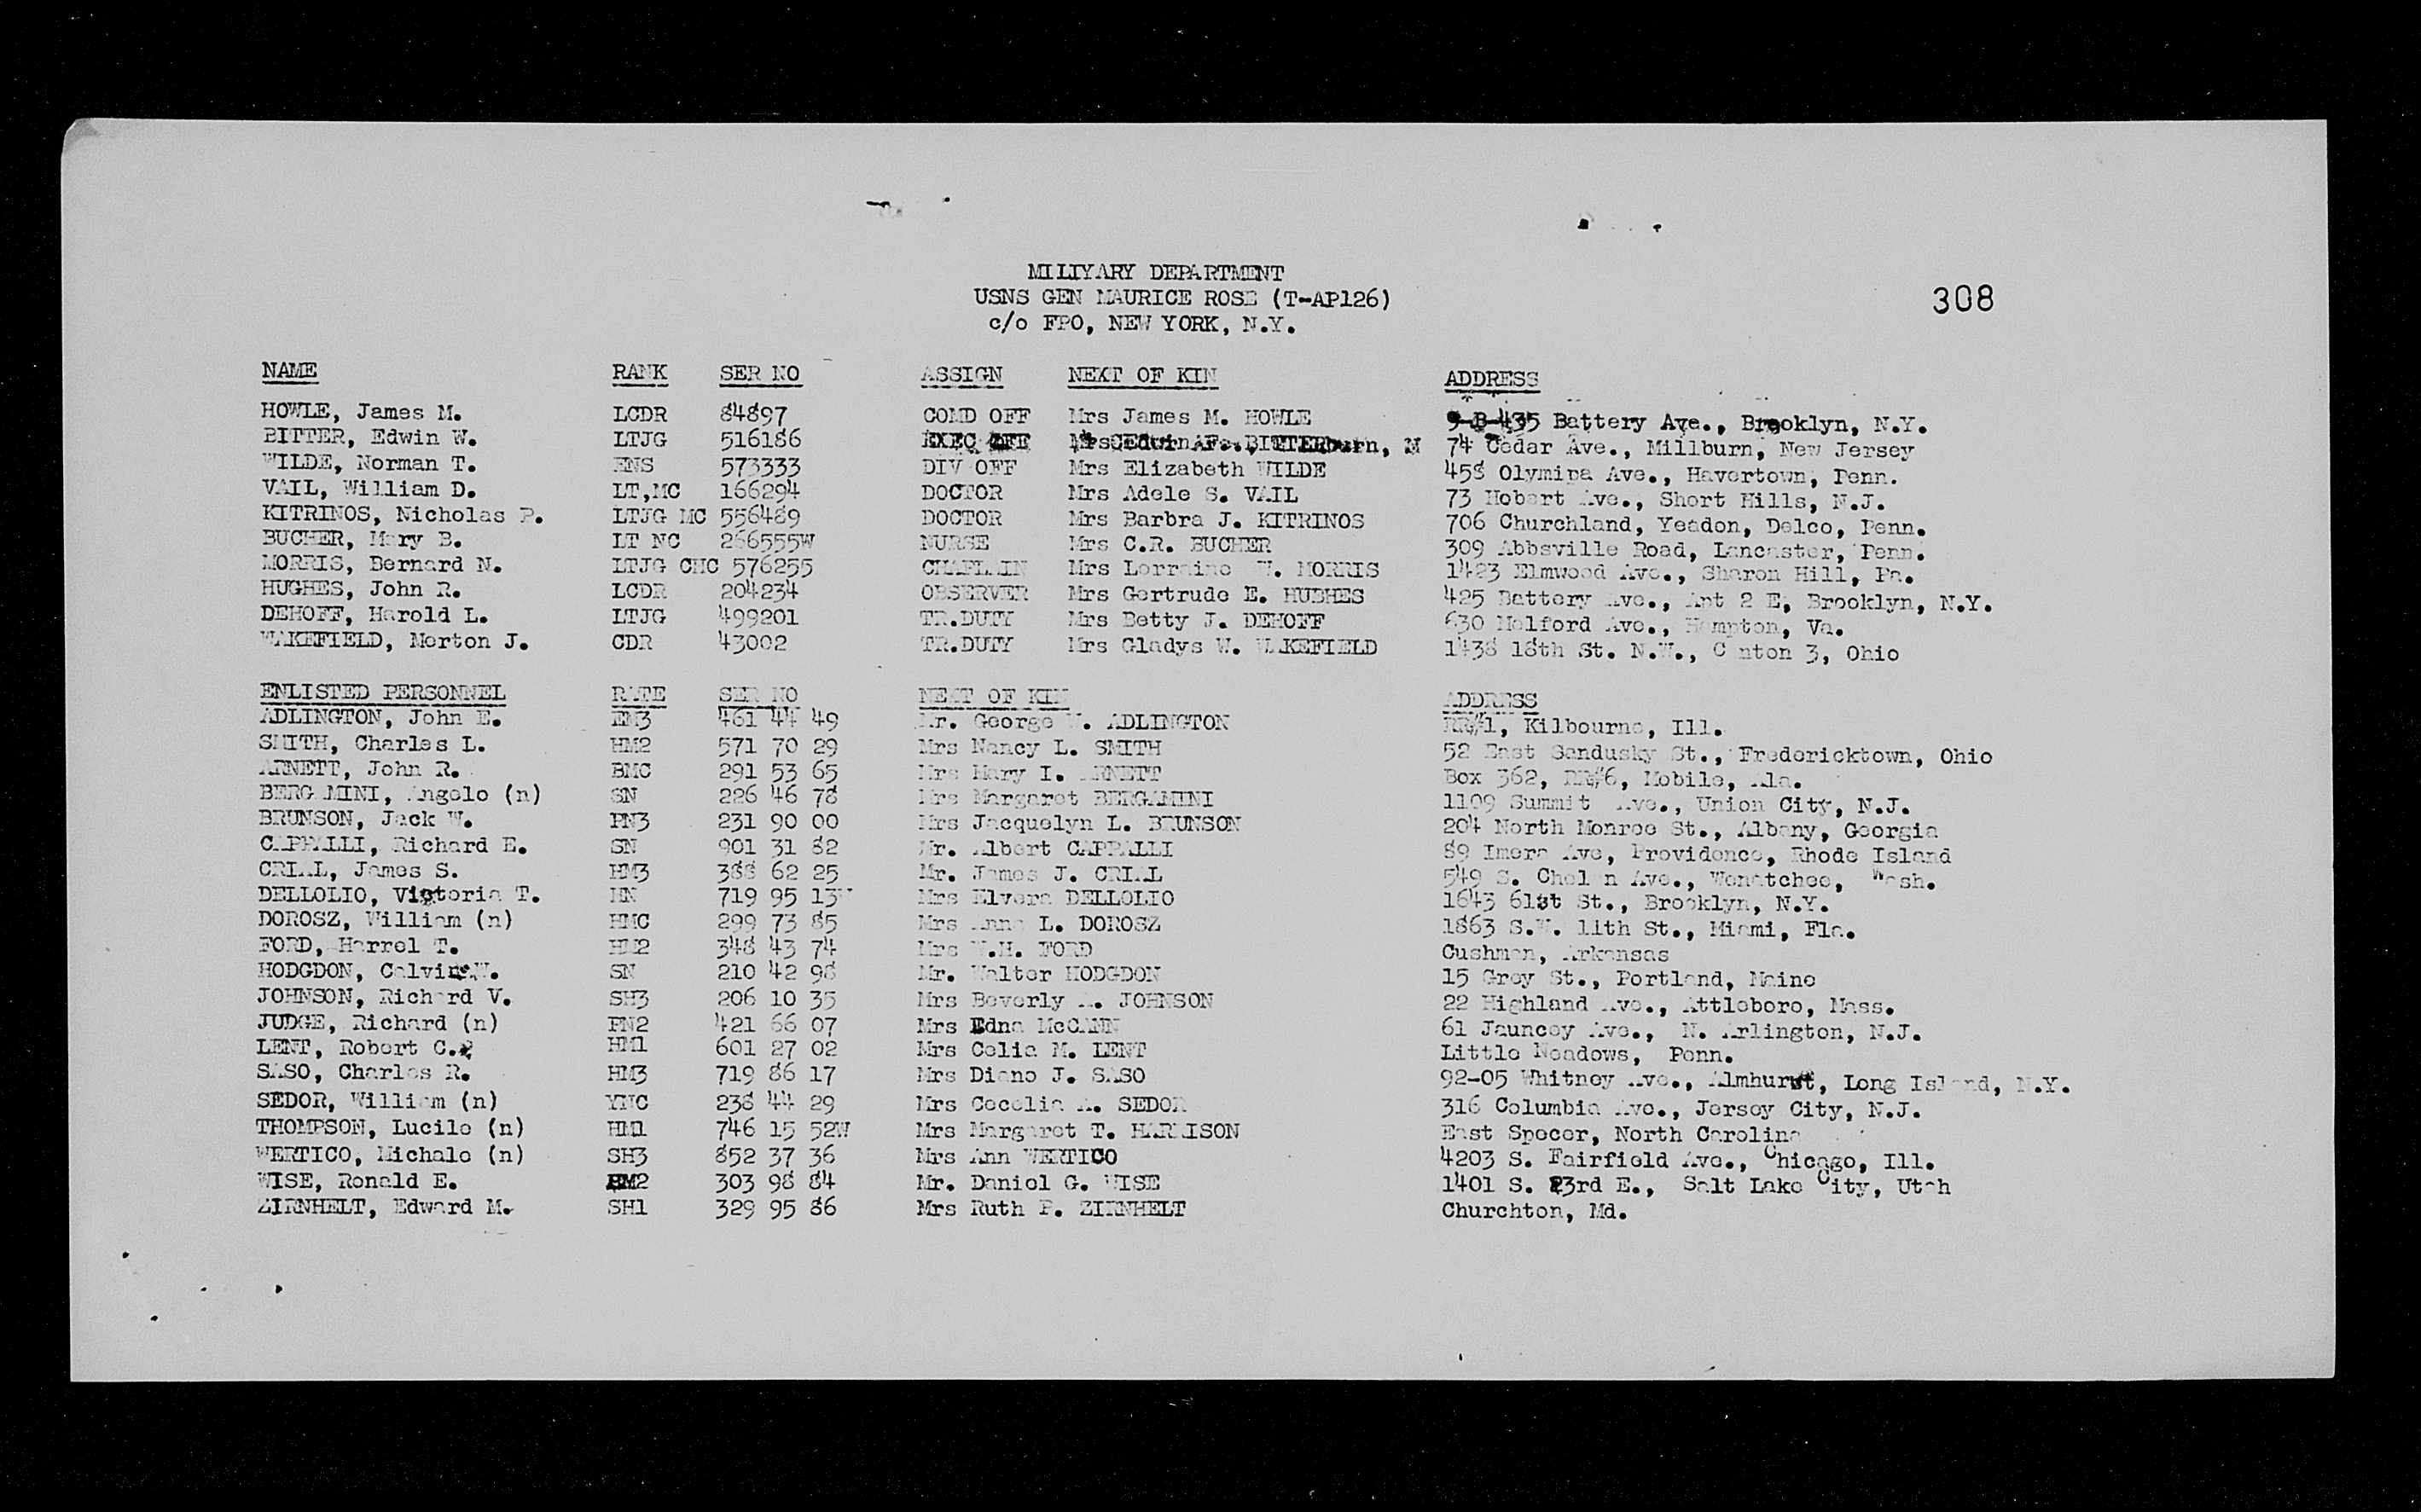 MILIYARY DEPARTMENT
USNS GEN MAURICE ROSE (T-AP126)
308
c/o FPO, NEW YORK, N.Y.
NAME RANK SER NO ASSIGN NEXT OF KIN ADDRESS
HOWLE, James M. LCDR 84897 COMD OFF Mrs James M. HOWLE 435 Battery Ave., Brooklyn, N.Y.
BITTER, Edwin W. LTJG 516186 EXEC OFF 74 Cedar Ave., Millburn, New Jersey
WILDE, Norman T. ENS 573333 DIV OFF Mrs Elizabeth WILDE 458 Olymipa Ave., Havertown, Penn.
VAIL, William D. LT,MC 166294 DOCTOR Mrs Adele S. VAIL 73 Hobart Ave., Short Hills, N.J.
KITRINOS, Nicholas P. LTJG MC 556489 DOCTOR Mrs Barbra J. KITRINOS 706 Churchland, Yeadon, Delco, Penn.
BUCHER, Mary B. LT NC 266555W NURSE Mrs C.R. BUCHER 309 Abbsville Road, Lancaster, Penn.
MORRIS, Bernard N. LTJG CHC 576255 CHAPLAIN Mrs Lorraine W. MORRIS 1423 Elmwood Ave., Sharon Hill, Pa.
HUGHES, John R. LCDR 204234 OBSERVER Mrs Gertrude E. HUGHES 425 Battery Ave., Apt 2 E, Brooklyn, N.Y.
DEHOFF, Harold L. LTJG 499201 TR.DUTY Mrs Betty J. DEHOFF 630 Melford Ave., Hampton, Va.
WAKEFIELD, Merton J. CDR 43002 TR.DUTY Mrs Gladys W. WAKEFIELD 1438 18th St. N.W., Canton 3, Ohio
ENLISTED PERSONNEL RATE SER NO NEXT OF KIN ADDRESS
ADLINGTON, John E. 461 44 49 Mr. George W. ADLINGTON RR#1, Kilbourne, Ill.
SMITH, Charles L. HM2 571 70 29 Mrs Nancy L. SMITH 52 East Sandusky St., Fredericktown, Ohio
ARNETT, John R. BMC 291 53 65 Mrs Mary I. ARNETT Box 362, RR#6, Mobile, Ala.
BERGAMINI, Angelo (n) SN 226 46 78 Mrs Margaret BERGAMINI 1109 Summit Ave., Union City, N.J.
BRUNSON, Jack W. PN3 231 90 00 Mrs Jacquelyn L. BRUNSON 204 North Monroe St., Albany, Georgia
CAPPALLI, Richard E. SN 901 31 82 Mr. Albert CAPPALLI 89 Imera Ave, Providence, Rhode Island
CRIAL, James S. HM3 388 62 25 Mr. James J. CRIAL 549 S. Chelan Ave., Wenatchee, Wash.
DELLOLIO, Victoria T. HN 719 95 13W Mrs Elvera DELLOLIO 1643 61st St., Brooklyn, N.Y.
DOROSZ, William (n) HMC 299 73 85 Mrs Anna L. DOROSZ 1863 S.W. 11th St., Miami, Fla.
FORD, Harrel T. HM2 348 43 74 Mrs W.H. FORD Cushman, Arkansas
HODGDON, Calvin W. SN 210 42 98 Mr. Walter HODGDON 15 Grey St., Portland, Maine
JOHNSON, Richard V. SH3 206 10 35 Mrs Beverly A. JOHNSON 22 Highland Ave., Attleboro, Mass.
JUDGE, Richard (n) PN2 421 66 07 Mrs Edna McCANN 61 Jauncey Ave., N. Arlington, N.J.
LENT, Robert C. HM1 601 27 02 Mrs Celia M. LENT Little Meadows, Penn.
SASO, Charles R. HM3 719 86 17 Mrs Diane J. SASO 92-05 Whitney Ave., Almhurst, Long Island, N.Y.
SEDOR, William (n) YNC 238 44 29 Mrs Cecelia A. SEDOR 316 Columbia Ave., Jersey City, N.J.
THOMPSON, Lucile (n) HM1 746 15 52W Mrs Margaret T. HARRISON East Specer, North Carolina
WERTICO, Michale (n) SH3 852 37 36 Mrs Ann WERTICO 4203 S. Fairfield Ave., Chicago, Ill.
WISE, Ronald E. 303 98 84 Mr. Daniel G. WISE 1401 S. 23rd E., Salt Lake City, Utah
ZIRNHELT, Edward M. SH1 329 95 86 Mrs Ruth P. ZIRNHELT Churchton, Md.